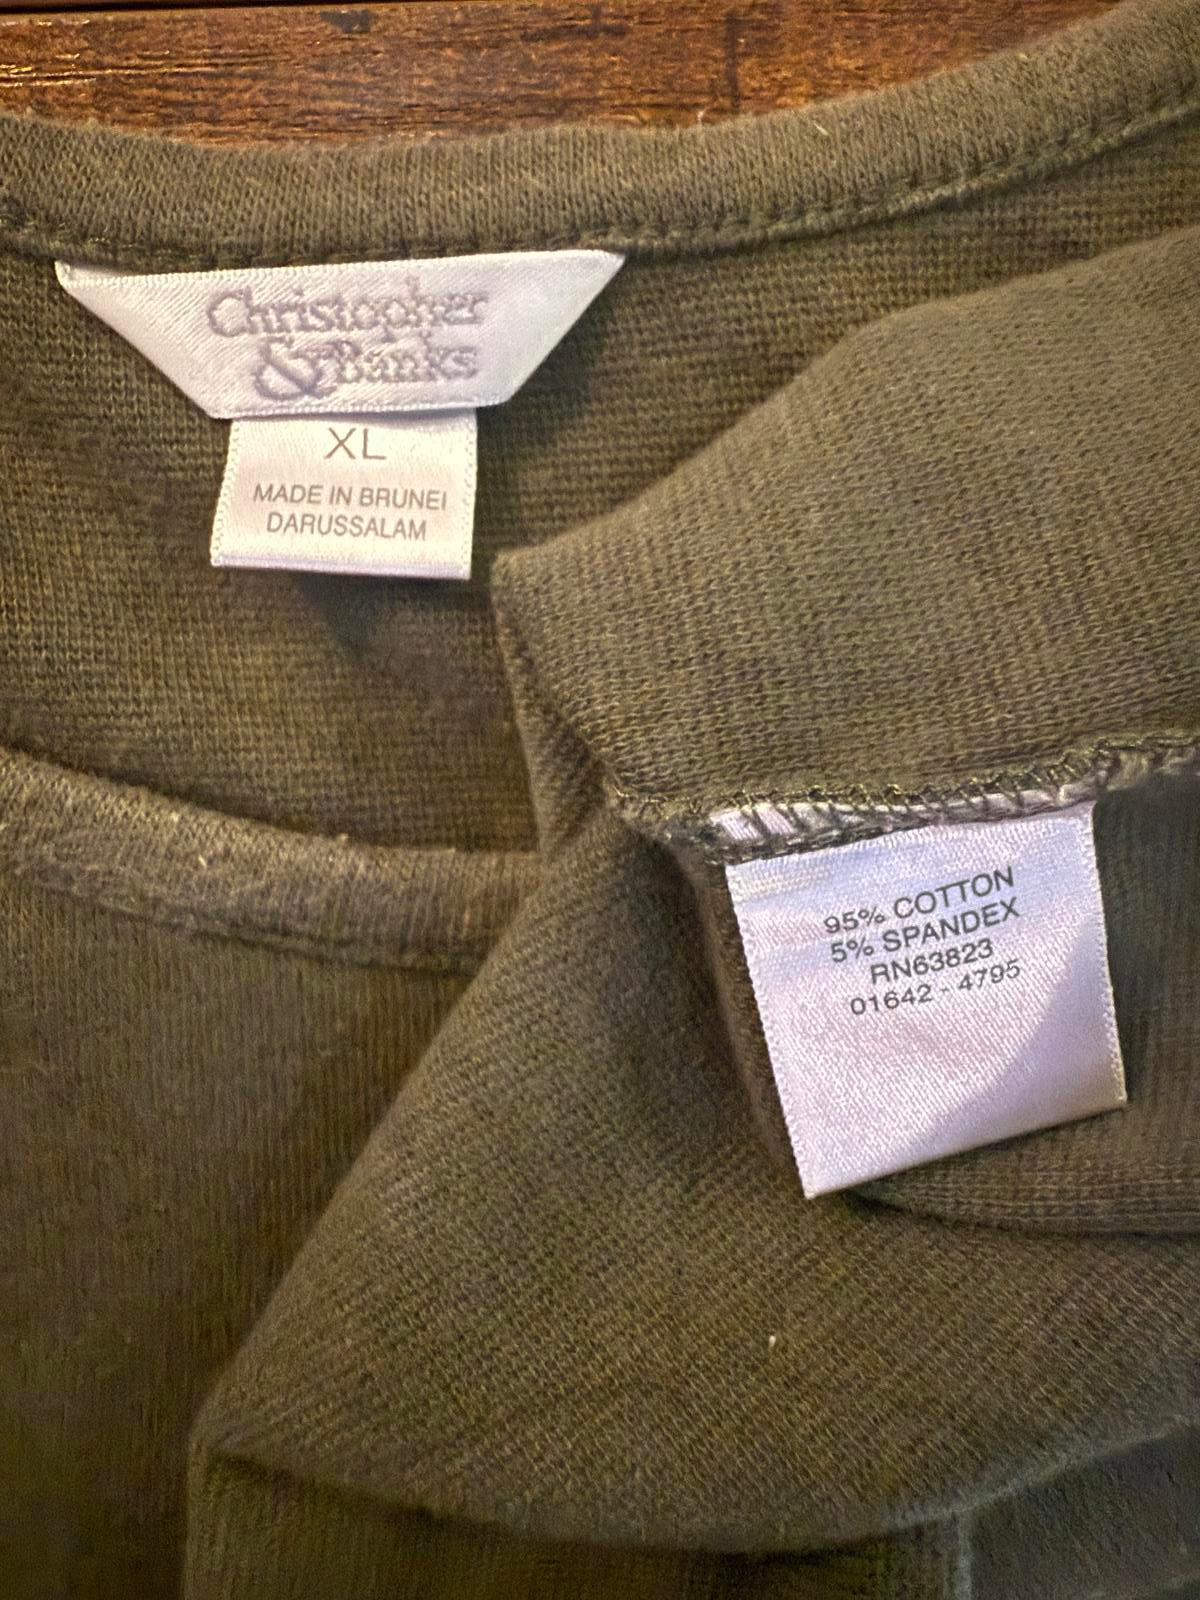 Christopher
& Banks
XL
MADE IN BRUNEI
DARUSSALAM
95% COTTON
5% SPANDEX
RN63823
01642 - 4795